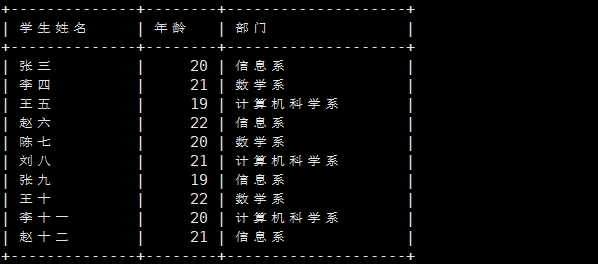 学生姓名 年龄 部门
张三 20 信息系
李四 21 数学系
王五 19 计算机科学系
赵六 22 信息系
陈七 20 数学系
刘八 21 计算机科学系
张九 19 信息系
王十 22 数学系
李十一 20 计算机科学系
赵十二 21 信息系